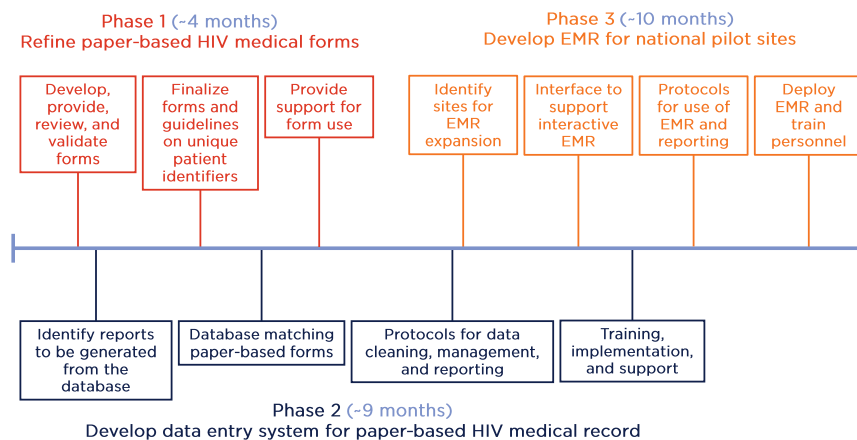 Phase 1 (~4 months)
Refine paper-based HIV medical forms
Phase 3 (~10 months)
Develop EMR for national pilot sites
Develop,
provide,
review, and
validate
forms
Finalize
forms and
guidelines
on unique
patient
identifiers
Provide
support for
form use
Identify
sites for
EMR
expansion
Interface to
support
interactive
EMR
Protocols
for use of
EMR and
reporting
Deploy
EMR and
train
personnel
Identify reports
to be generated
from the
database
Database matching
paper-based forms
Protocols for data
cleaning, management,
and reporting
Training,
implementation,
and support
Phase 2 (~9 months)
Develop data entry system for paper-based HIV medical record